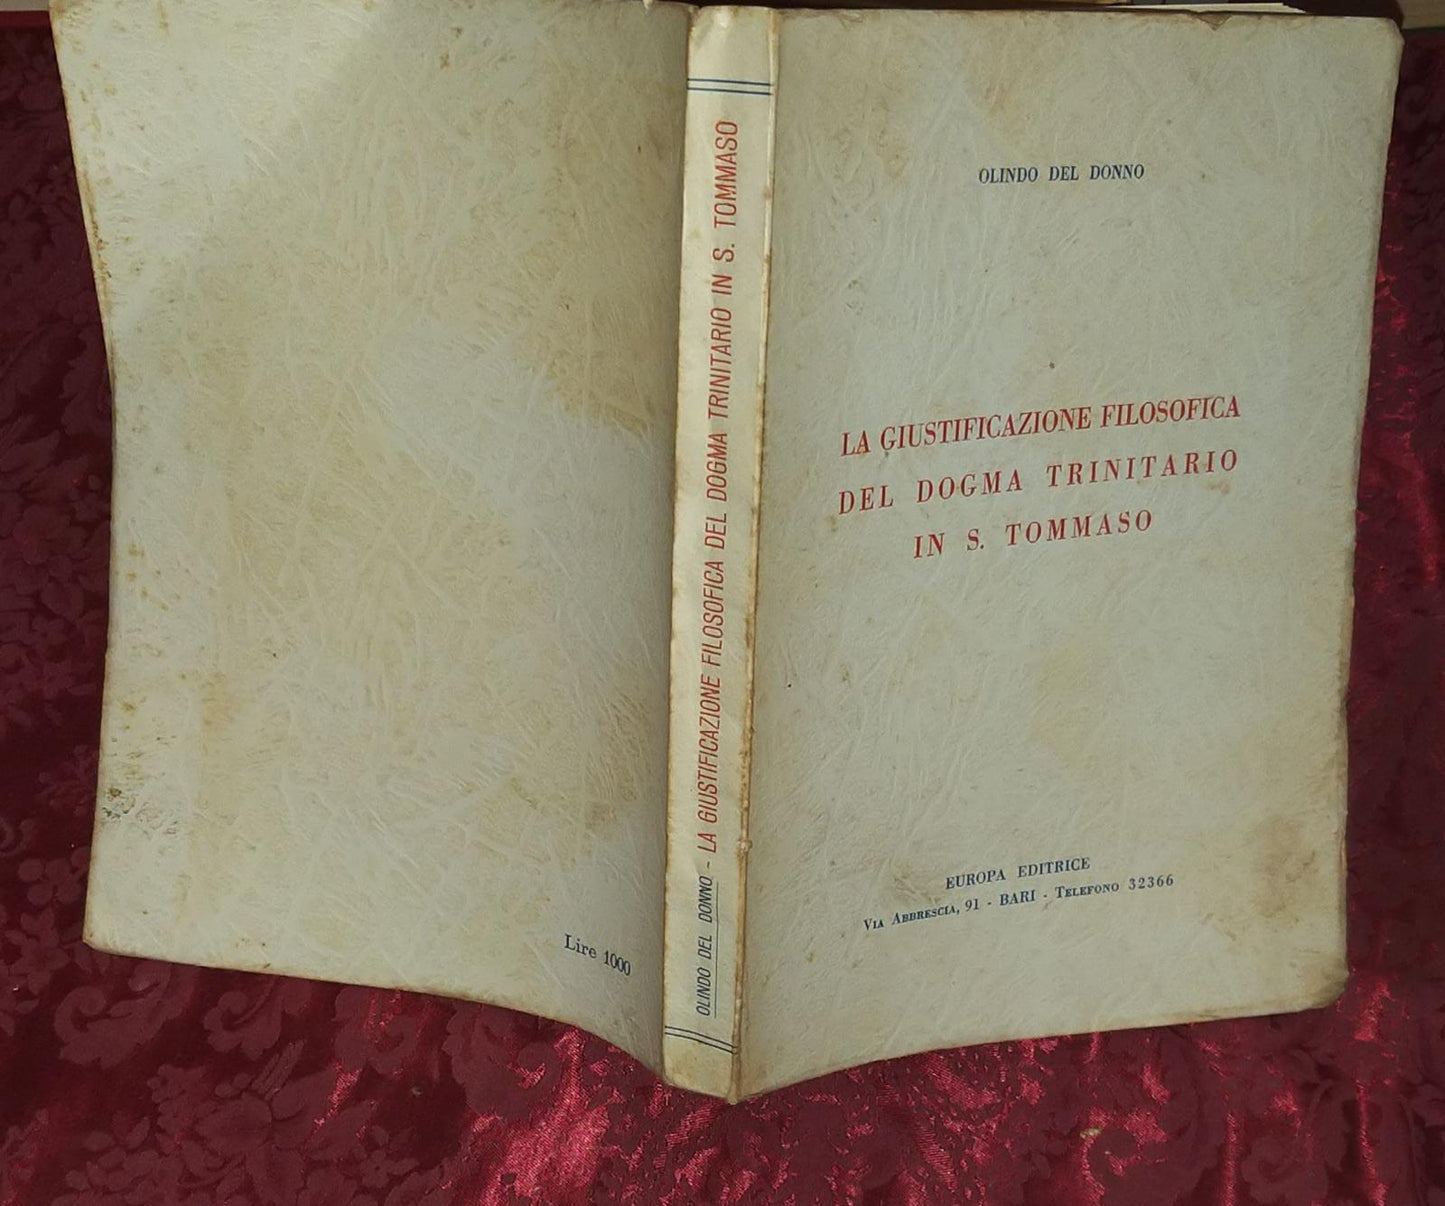 Lire 1000
OLINDO DEL DONNO - LA GIUSTIFICAZIONE FILOSOFICA DEL DOGMA TRINITARIO IN S. TOMMASO
OLINDO DEL DONNO
LA GIUSTIFICAZIONE FILOSOFICA
DEL DOGMA TRINITARIO
IN S. TOMMASO
EUROPA EDITRICE
VIA ABBRESCIA, 91 - BARI - TELEFONO 32366